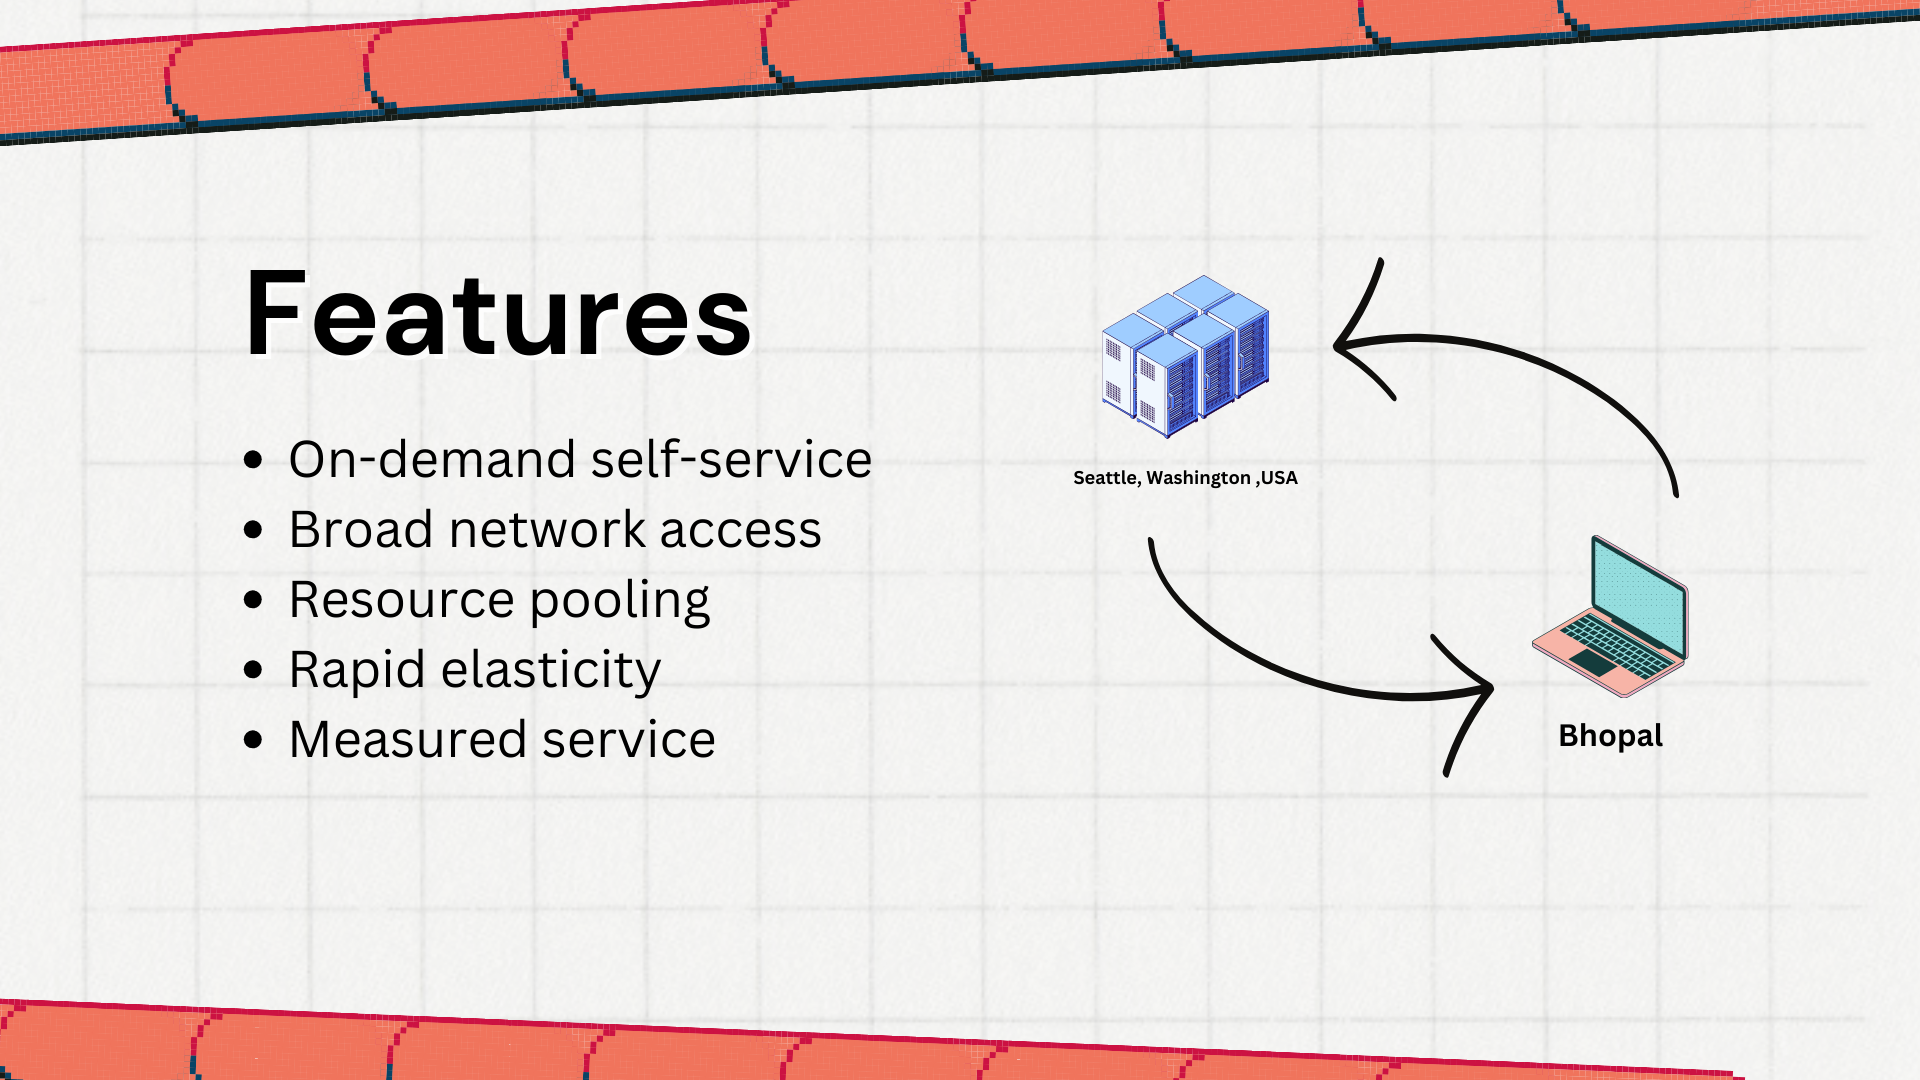 Features
• On-demand self-service
• Broad network access
• Resource pooling
• Rapid elasticity
• Measured service
Seattle, Washington ,USA
Bhopal